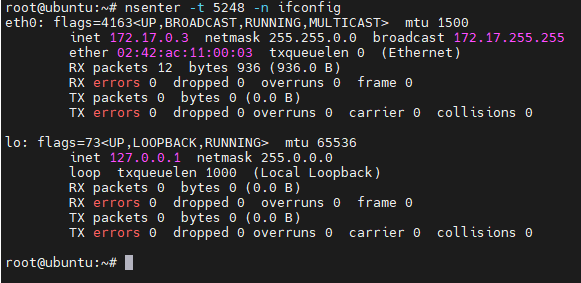 root@ubuntu:~# nsenter -t 5248 -n ifconfig
eth0: flags=4163<UP,BROADCAST,RUNNING,MULTICAST>  mtu 1500
        inet 172.17.0.3  netmask 255.255.0.0  broadcast 172.17.255.255
        ether 02:42:ac:11:00:03  txqueuelen 0  (Ethernet)
        RX packets 12  bytes 936 (936.0 B)
        RX errors 0  dropped 0  overruns 0  frame 0
        TX packets 0  bytes 0 (0.0 B)
        TX errors 0  dropped 0 overruns 0  carrier 0  collisions 0

lo: flags=73<UP,LOOPBACK,RUNNING>  mtu 65536
        inet 127.0.0.1  netmask 255.0.0.0
        loop  txqueuelen 1000  (Local Loopback)
        RX packets 0  bytes 0 (0.0 B)
        RX errors 0  dropped 0  overruns 0  frame 0
        TX packets 0  bytes 0 (0.0 B)
        TX errors 0  dropped 0 overruns 0  carrier 0  collisions 0

root@ubuntu:~#